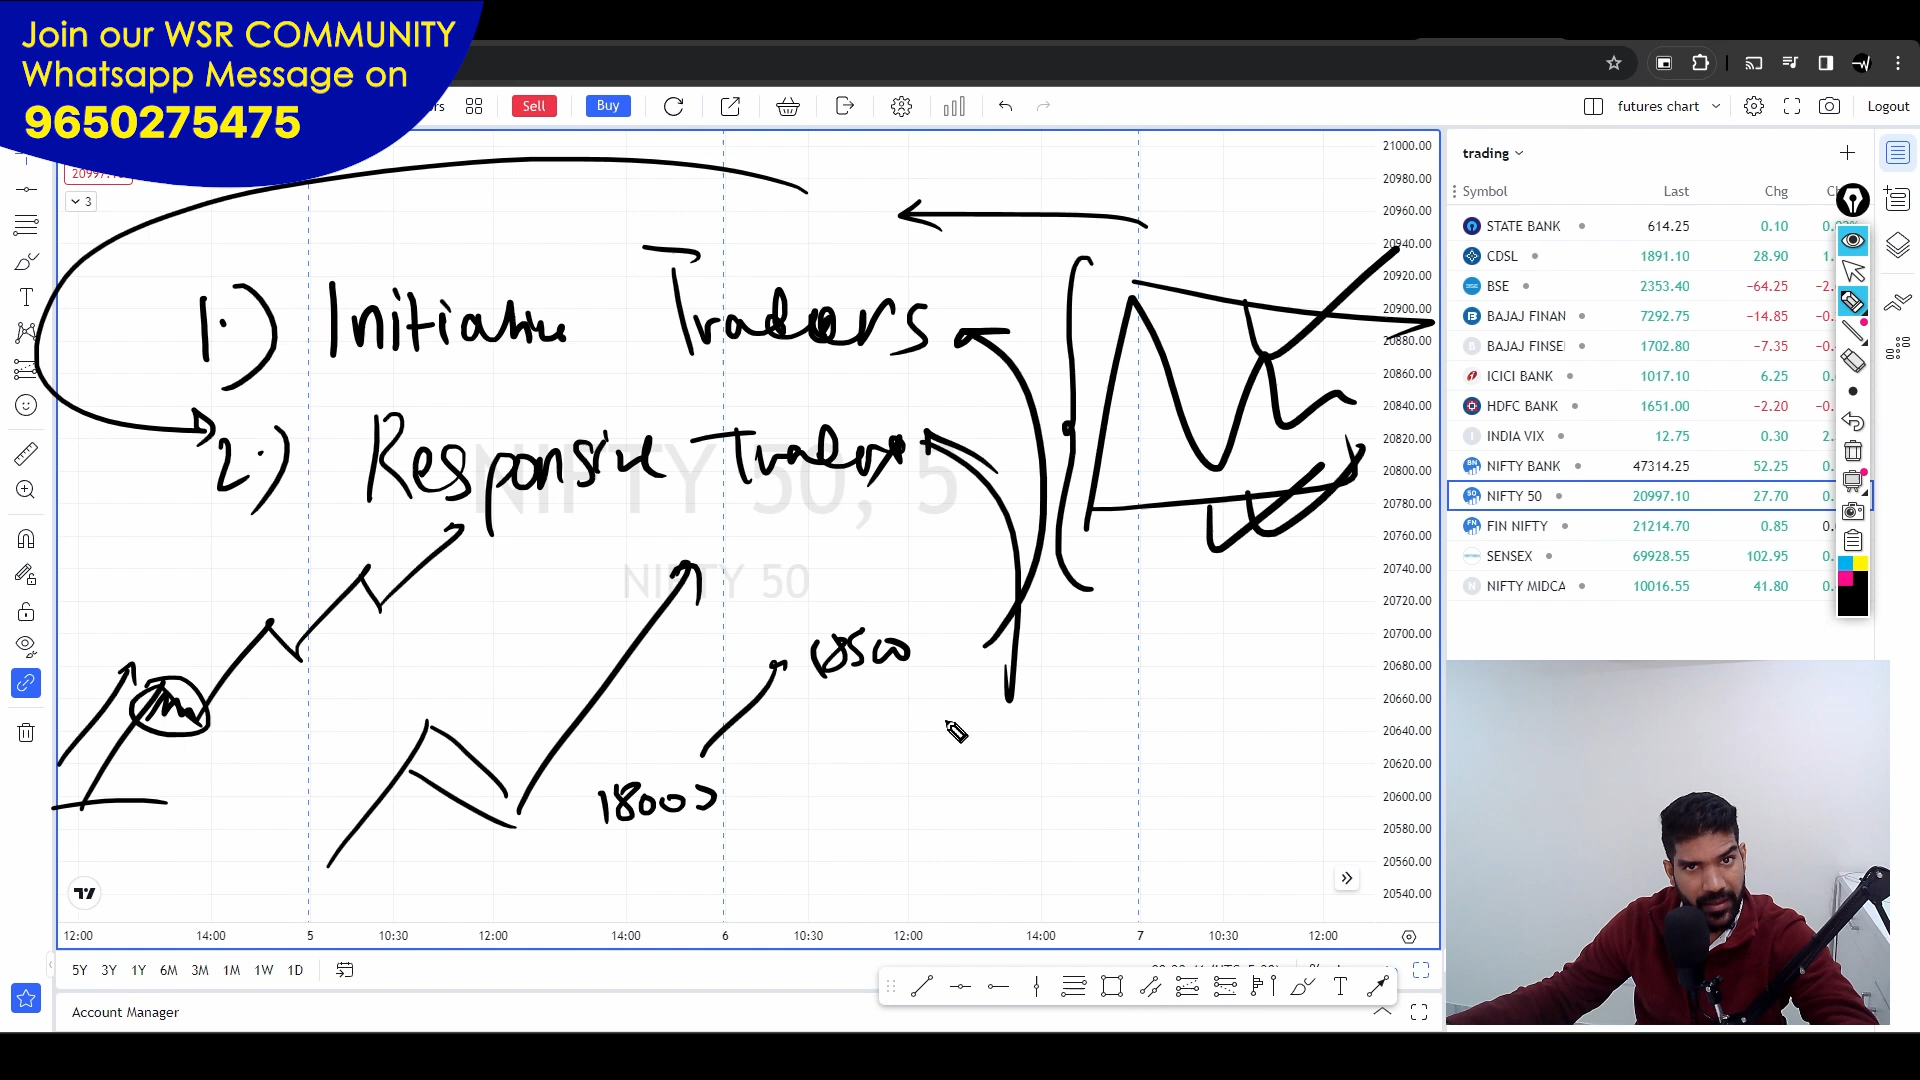 Join our WSR COMMUNITY
Whatsapp Message on
9650275475
Sell
Buy
futures chart
Logout
3
1.) Initiative Traders
2.) Responsive Traders
18500
18000
NIFTY 50, 5
NIFTY 50
21000.00
20980.00
20960.00
20940.00
20920.00
20900.00
20880.00
20860.00
20840.00
20820.00
20800.00
20780.00
20760.00
20740.00
20720.00
20700.00
20680.00
20660.00
20640.00
20620.00
20600.00
20580.00
20560.00
20540.00
12:00 14:00 5 10:30 12:00 14:00 6 10:30 12:00 14:00 7 10:30 12:00
5Y 3Y 1Y 6M 3M 1M 1W 1D
Account Manager
trading
Symbol Last Chg
STATE BANK 614.25 0.10
CDSL 1891.10 28.90
BSE 2353.40 −64.25
BAJAJ FINAN 7292.75 −14.85
BAJAJ FINSE 1702.80 −7.35
ICICI BANK 1017.10 6.25
HDFC BANK 1651.00 −2.20
INDIA VIX 12.75 0.30
NIFTY BANK 47314.25 52.25
NIFTY 50 20997.10 27.70
FIN NIFTY 21214.70 0.85
SENSEX 69928.55 102.95
NIFTY MIDCA 10016.55 41.80